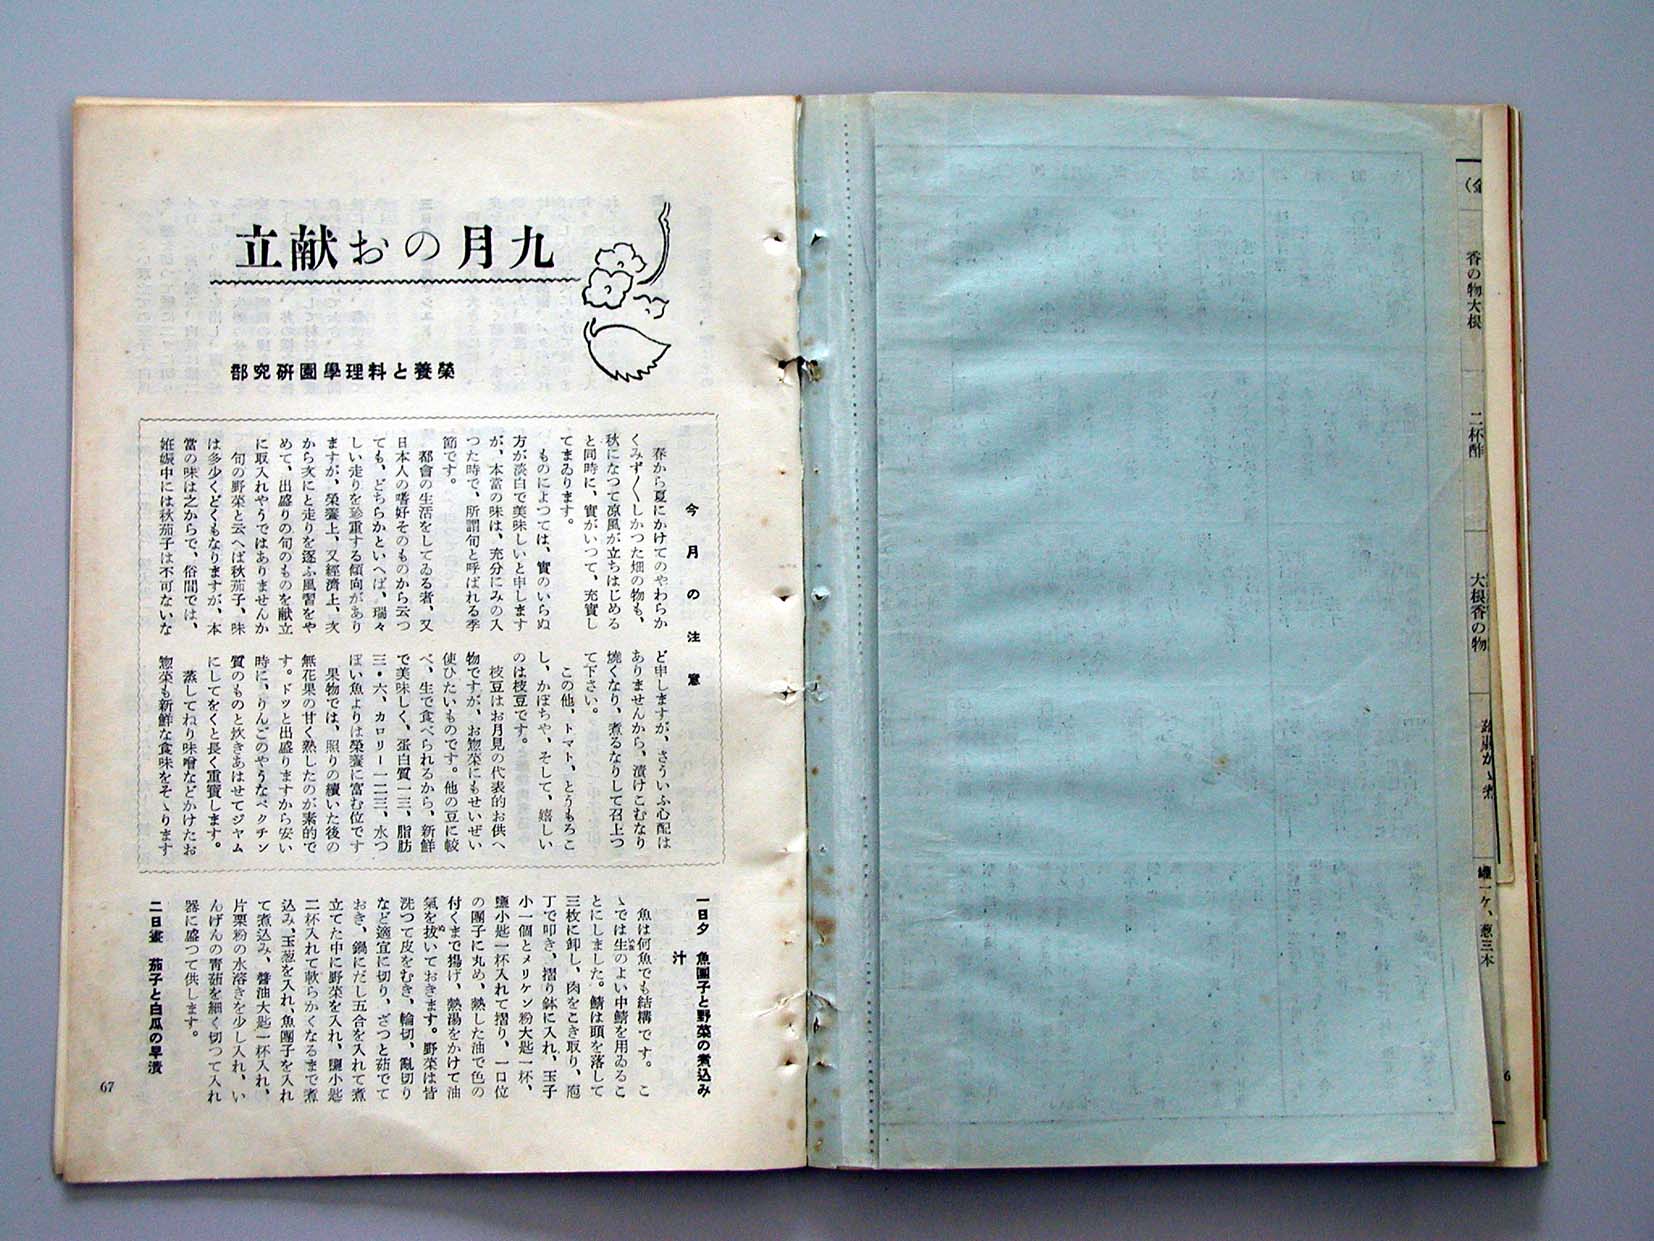 九月のお献立
榮養と料理學園研究部
今月の注意
春から夏にかけてのやわらか
くみず〴〵しかつた畑の物も、
秋になつて凉風が立ちはじめる
と同時に、實がいつて、充實し
てまゐります。
ものによつては、實のいらぬ
方が淡白で美味しいと申します
が、本當の味は、充分にみの入
つた時で、所謂旬と呼ばれる季
節です。
都會の生活をしてゐる者、又
日本人の嗜好そのものから云つ
ても、どちらかといへば、瑞々
しい走りを珍重する傾向があり
ますが、榮養上、又經濟上、次
から次にと走りを逐ふ風習をや
めて、出盛りの旬のものを献立
に取入れやうではありませんか
旬の野菜と云へば秋茄子、味
は多少くどくもなりますが、本
當の味は之からで、俗間では、
姙娠中には秋茄子は不可ないな
ど申しますが、さういふ心配は
ありませんから、漬けこむなり
燒くなり、煮るなりして召上つ
て下さい。
この他、トマト、とうもろこ
し、かぼちや、そして、嬉しい
のは枝豆です。
枝豆はお月見の代表的お供へ
物ですが、お惣菜にもせいぜい
使ひたいものです。他の豆に較
べ、生で食べられるから、新鮮
で美味しく、蛋白質一三、脂肪
三・六、カロリー一二三、水つ
ぽい魚よりは榮養に富む位です
果物では、照りの續いた後の
無花果の甘く熟したのが素的で
す。ドツと出盛りますから安い
時に、りんごのやうなペクチン
質のものと炊きあはせてジヤム
にしてをくと長く重寶します。
蒸してねり味噌などかけたお
惣菜も新鮮な食味をそゝります
一日夕 魚團子と野菜の煮込み
汁
魚は何魚でも結構です。こ
ゝでは生のよい中鯖を用ゐるこ
とにしました。鯖は頭を落して
三枚に卸し、肉をこき取り、庖
丁で叩き、摺り鉢に入れ、玉子
小一個とメリケン粉大匙一杯、
鹽小匙一杯入れて摺り、一口位
の團子に丸め、熱した油で色の
付くまで揚げ、熱湯をかけて油
氣を拔いておきます。野菜は皆
洗つて皮をむき、輪切、亂切り
など適宜に切り、ざつと茹でて
おき、鍋にだし五合を入れて煮
立てた中に野菜を入れ、鹽小匙
二杯入れて軟らかくなるまで煮
込み、玉葱を入れ、魚團子を入れ
て煮込み、醬油大匙一杯入れ、
片栗粉の水溶きを少し入れ、い
んげんの靑茹を細く切つて入れ
器に盛つて供します。
二日晝 茄子と白瓜の早漬
67
香の物大根
二杯酢
大根香の物
罐一ケ、葱三本